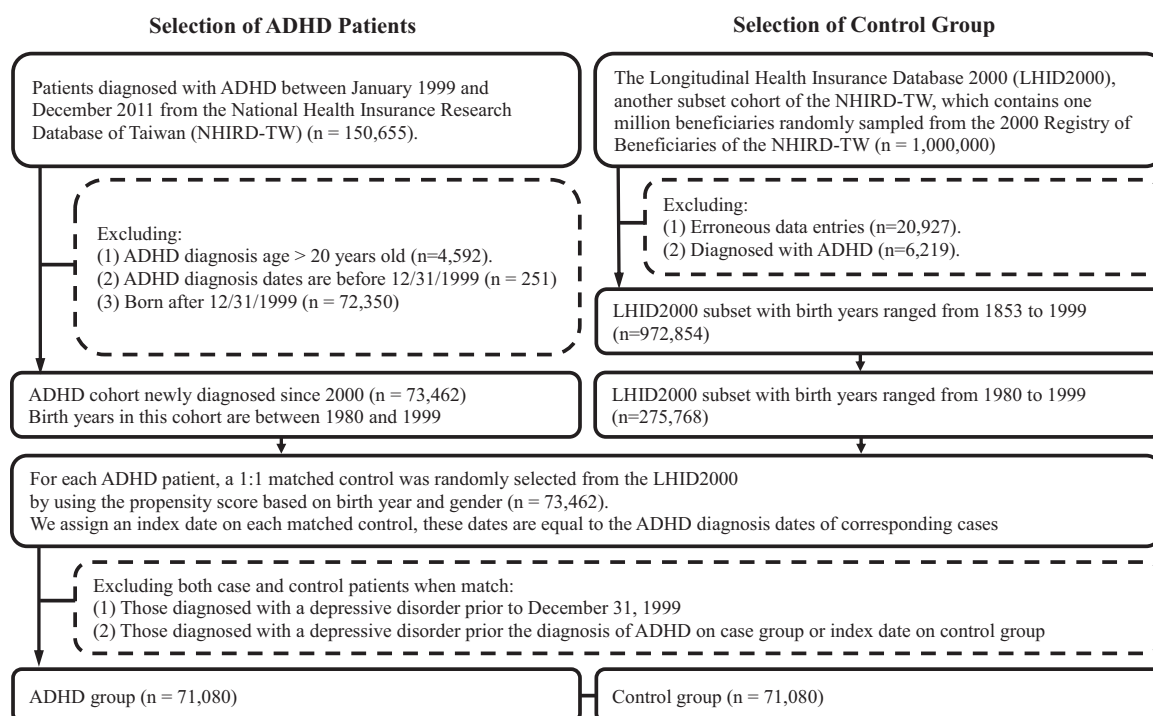 Selection of ADHD Patients
Selection of Control Group
Patients diagnosed with ADHD between January 1999 and
December 2011 from the National Health Insurance Research
Database of Taiwan (NHIRD-TW) (n = 150,655).
The Longitudinal Health Insurance Database 2000 (LHID2000),
another subset cohort of the NHIRD-TW, which contains one
million beneficiaries randomly sampled from the 2000 Registry of
Beneficiaries of the NHIRD-TW (n = 1,000,000)
Excluding:
(1) ADHD diagnosis age > 20 years old (n=4,592).
(2) ADHD diagnosis dates are before 12/31/1999 (n = 251)
(3) Born after 12/31/1999 (n = 72,350)
Excluding:
(1) Erroneous data entries (n=20,927).
(2) Diagnosed with ADHD (n=6,219).
LHID2000 subset with birth years ranged from 1853 to 1999
(n=972,854)
ADHD cohort newly diagnosed since 2000 (n = 73,462)
Birth years in this cohort are between 1980 and 1999
LHID2000 subset with birth years ranged from 1980 to 1999
(n=275,768)
For each ADHD patient, a 1:1 matched control was randomly selected from the LHID2000
by using the propensity score based on birth year and gender (n = 73,462).
We assign an index date on each matched control, these dates are equal to the ADHD diagnosis dates of corresponding cases
Excluding both case and control patients when match:
(1) Those diagnosed with a depressive disorder prior to December 31, 1999
(2) Those diagnosed with a depressive disorder prior the diagnosis of ADHD on case group or index date on control group
ADHD group (n = 71,080)
Control group (n = 71,080)